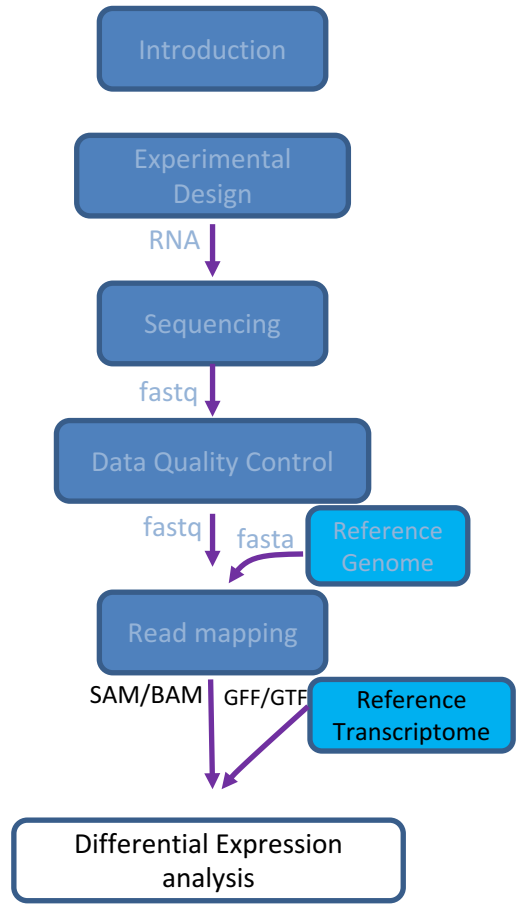 Introduction
Experimental
Design
RNA
Sequencing
fastq
Data Quality Control
fastq
fasta
Reference
Genome
Read mapping
SAM/BAM
GFF/GTF
Reference
Transcriptome
Differential Expression
analysis